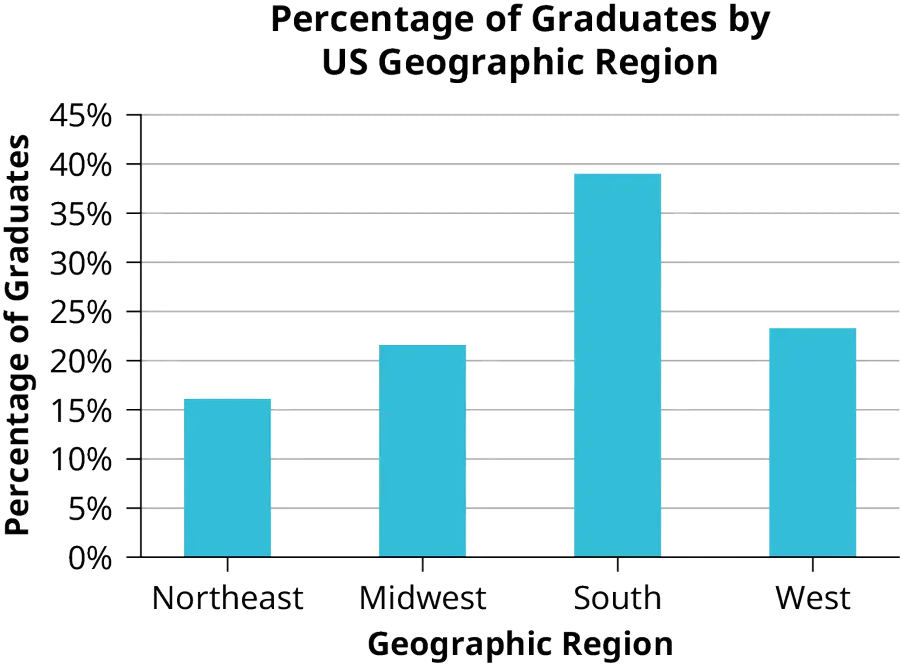 Percentage of Graduates by
US Geographic Region
Percentage of Graduates
45%
40%
35%
30%
25%
20%
15%
10%
5%
0%
Northeast Midwest South West
Geographic Region